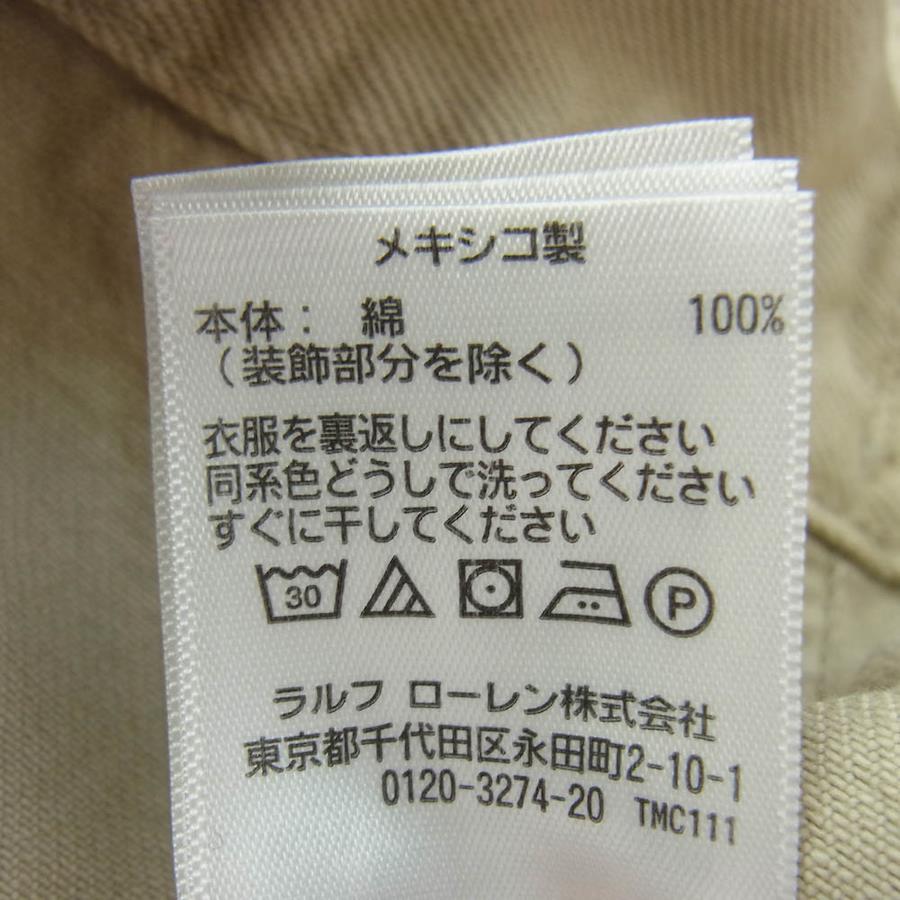 メキシコ製
本体： 綿 100%
（装飾部分を除く）
衣服を裏返しにしてください
同系色どうしで洗ってください
すぐに干してください
30 P
ラルフ ローレン株式会社
東京都千代田区永田町2-10-1
0120-3274-20 TMC111